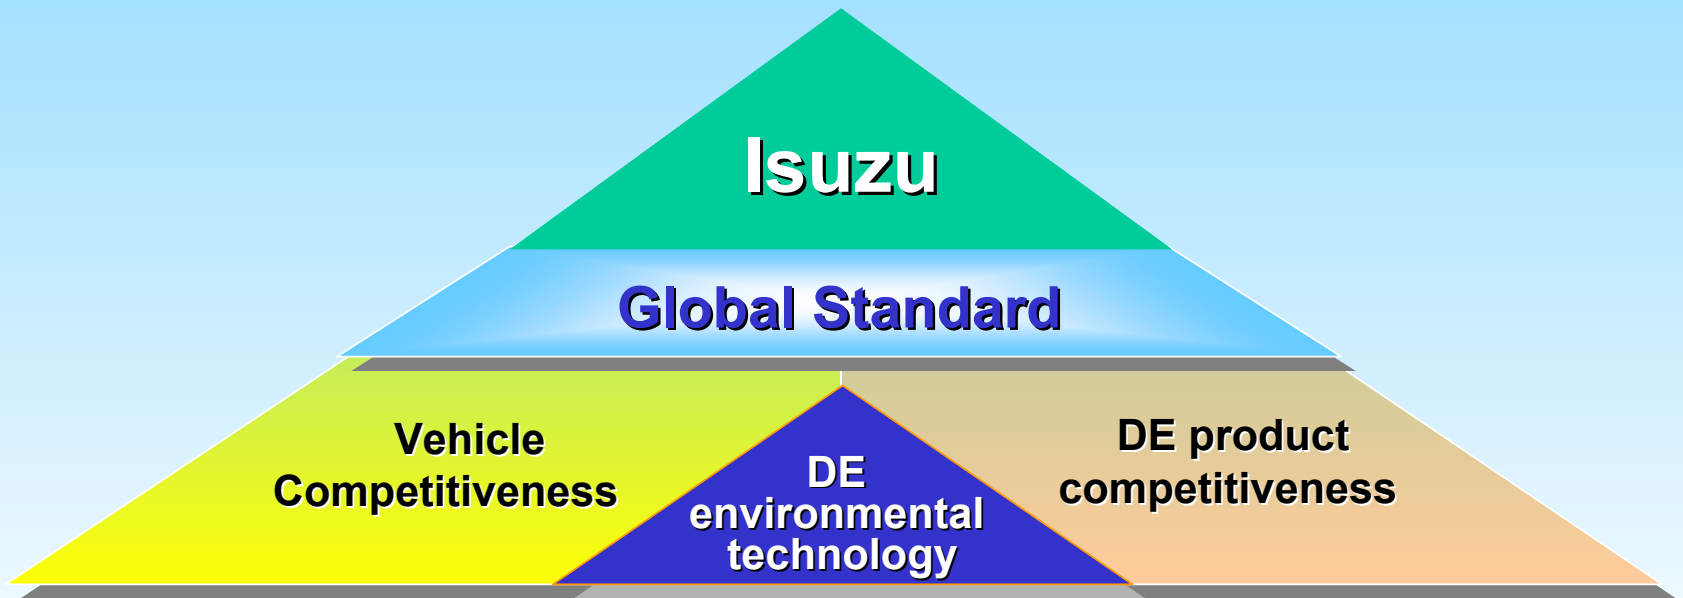 Isuzu
Global Standard
Vehicle
Competitiveness
DE
environmental
technology
DE product
competitiveness